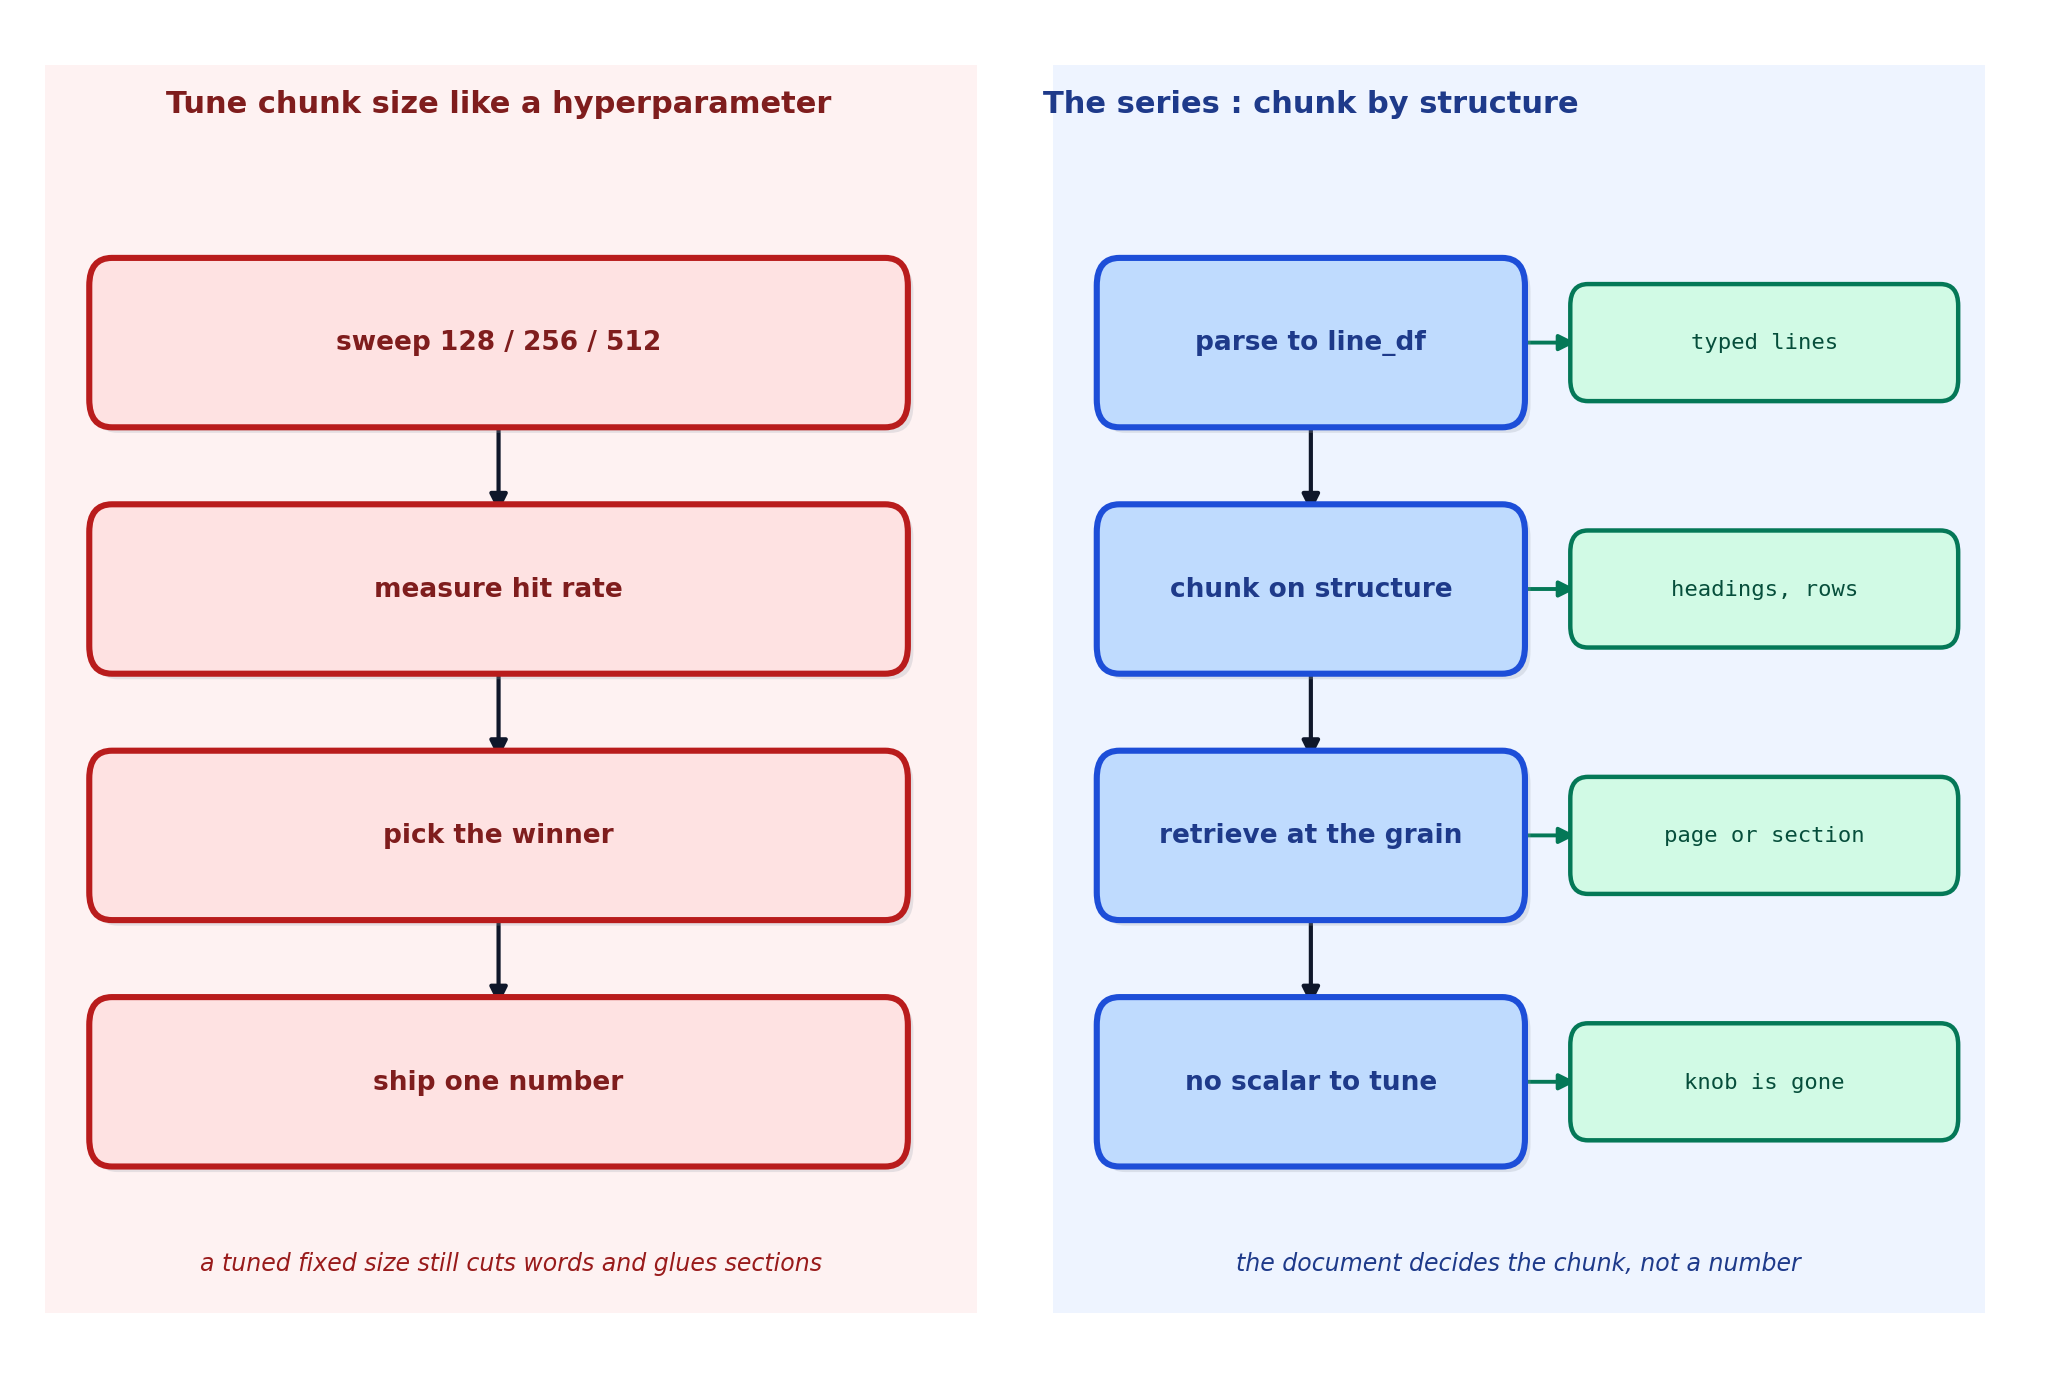 Tune chunk size like a hyperparameter
sweep 128 / 256 / 512
measure hit rate
pick the winner
ship one number
a tuned fixed size still cuts words and glues sections
The series : chunk by structure
parse to line_df
typed lines
chunk on structure
headings, rows
retrieve at the grain
page or section
no scalar to tune
knob is gone
the document decides the chunk, not a number